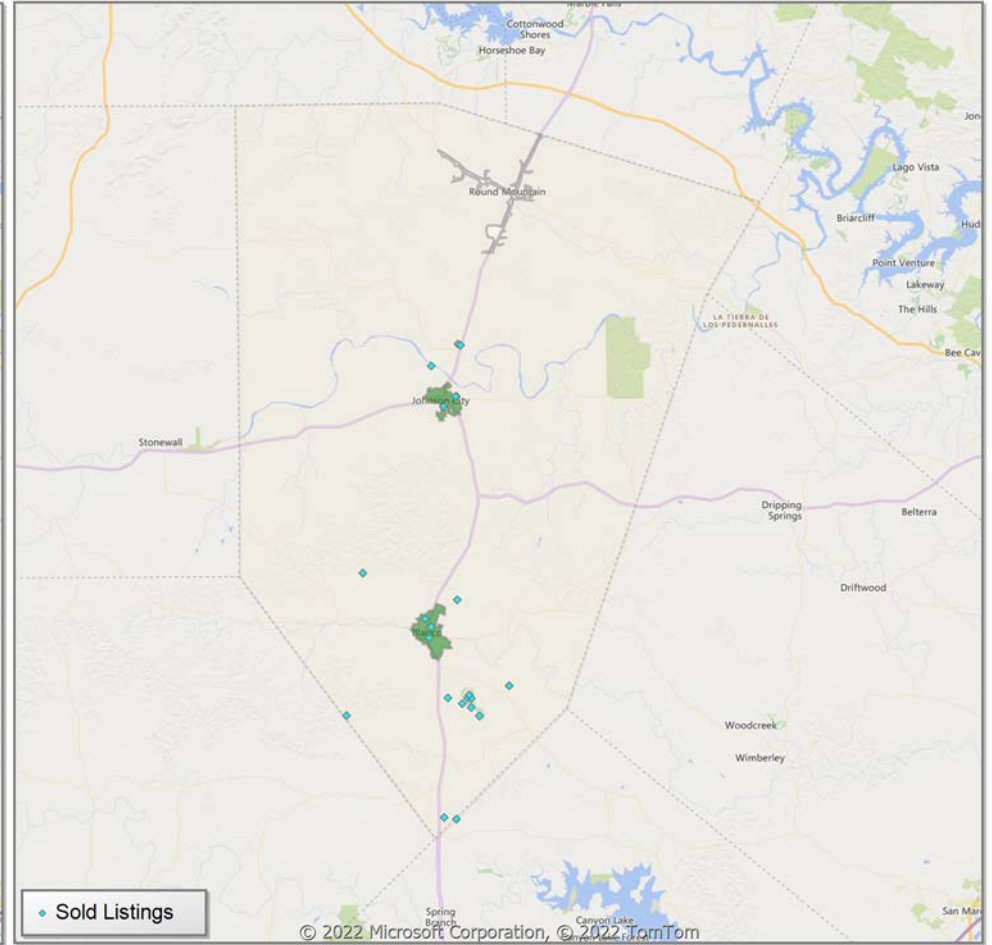 Marble Falls
Cottonwood
Shores
Horseshoe Bay
Jon
Lago Vista
Round Mountain
Briarcliff
Hud
Point Venture
Lakeway
The Hills
LA TIERRA DE
LOS PEDERNALLES
Bee Cav
Johnson City
Stonewall
Dripping
Springs
Belterra
Driftwood
Blanco
Woodcreek
Wimberley
Sold Listings
Spring
Branch
Canyon Lake
San Mar
© 2022 Microsoft Corporation, © 2022 TomTom